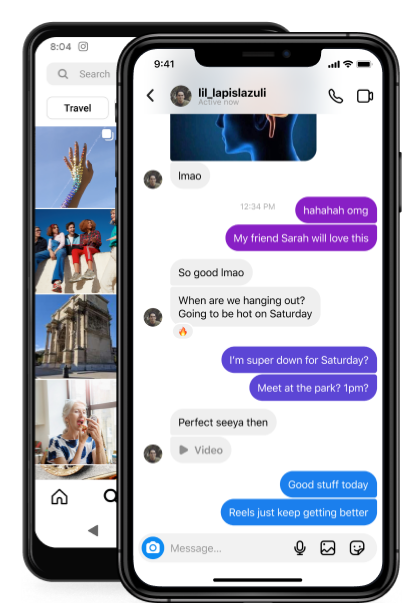 8:04
Search
Travel
9:41
lil_lapislazuli
Active now
lmao
12:34 PM
hahahah omg
My friend Sarah will love this
So good lmao
When are we hanging out?
Going to be hot on Saturday
I'm super down for Saturday?
Meet at the park? 1pm?
Perfect seeya then
Video
Good stuff today
Reels just keep getting better
Message...